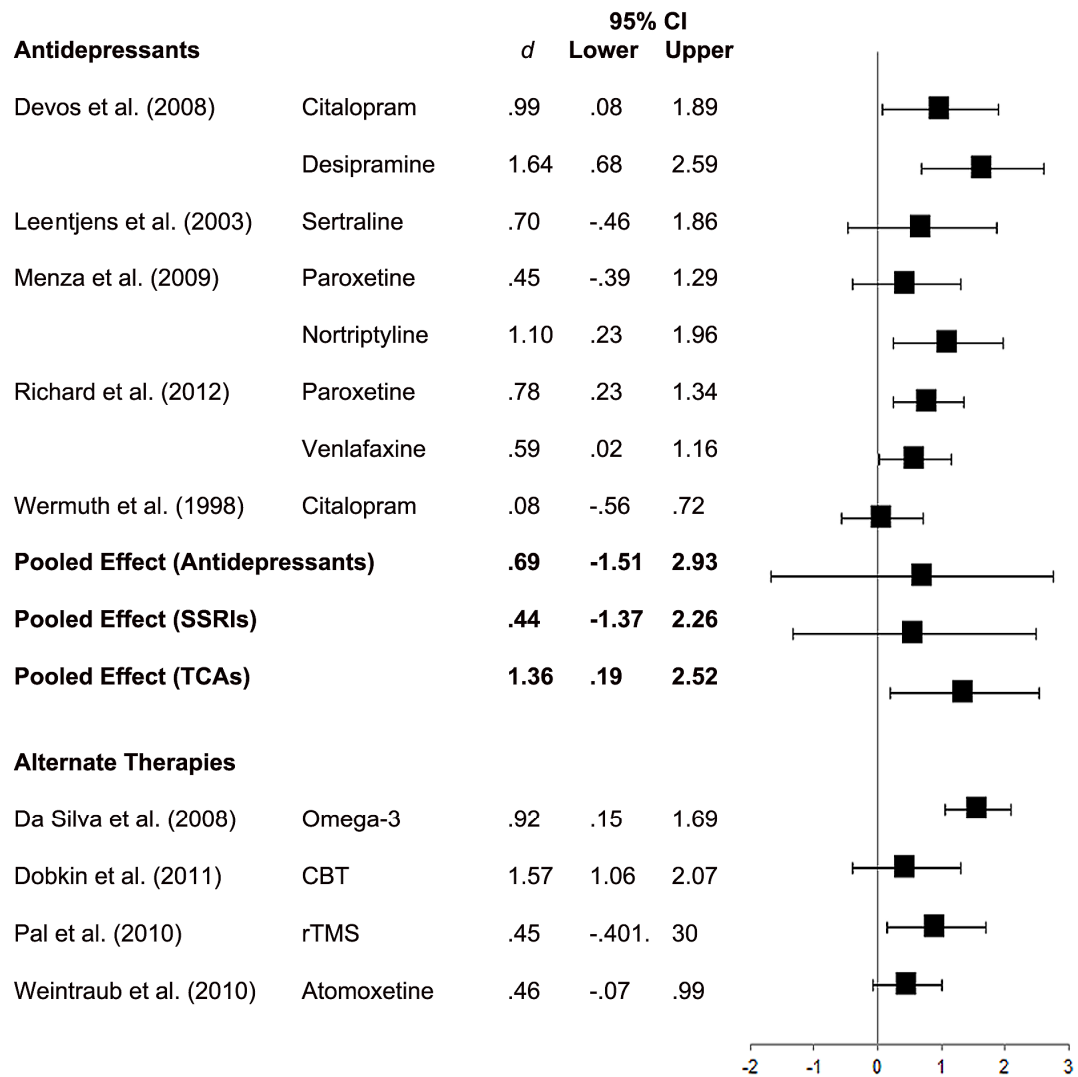 95% CI
Antidepressants d Lower Upper
Devos et al. (2008) Citalopram .99 .08 1.89
Desipramine 1.64 .68 2.59
Leentjens et al. (2003) Sertraline .70 -.46 1.86
Menza et al. (2009) Paroxetine .45 -.39 1.29
Nortriptyline 1.10 .23 1.96
Richard et al. (2012) Paroxetine .78 .23 1.34
Venlafaxine .59 .02 1.16
Wermuth et al. (1998) Citalopram .08 -.56 .72
Pooled Effect (Antidepressants) .69 -1.51 2.93
Pooled Effect (SSRIs) .44 -1.37 2.26
Pooled Effect (TCAs) 1.36 .19 2.52
Alternate Therapies
Da Silva et al. (2008) Omega-3 .92 .15 1.69
Dobkin et al. (2011) CBT 1.57 1.06 2.07
Pal et al. (2010) rTMS .45 -.401. 30
Weintraub et al. (2010) Atomoxetine .46 -.07 .99
-2 -1 0 1 2 3